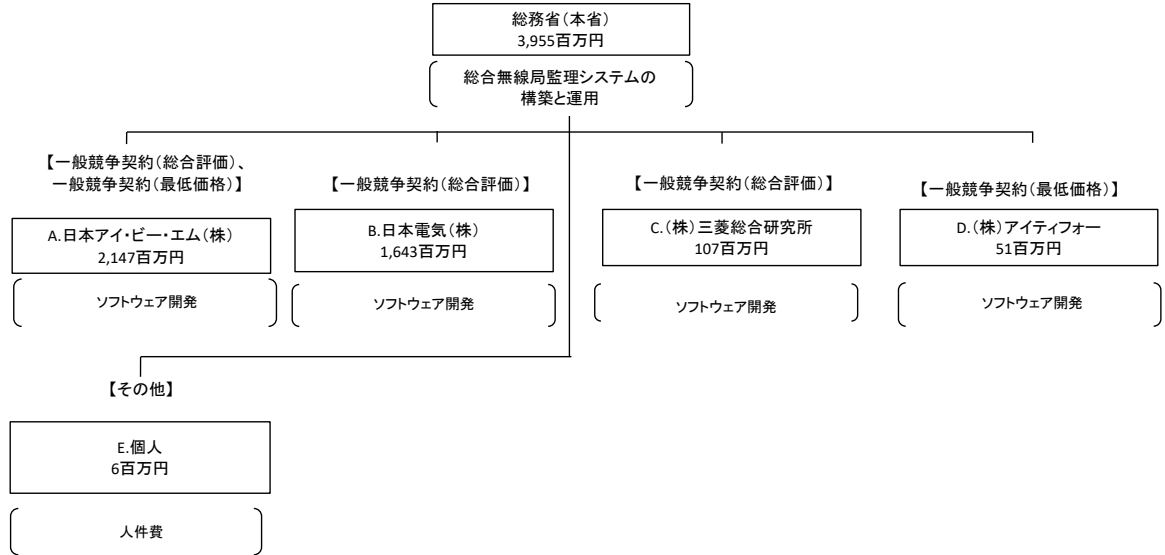 総務省（本省）
3,955百万円
総合無線局監理システムの
構築と運用
【一般競争契約（総合評価）、
一般競争契約（最低価格）】
A.日本アイ・ビー・エム（株）
2,147百万円
ソフトウェア開発
【一般競争契約（総合評価）】
B.日本電気（株）
1,643百万円
ソフトウェア開発
【一般競争契約（総合評価）】
C.（株）三菱総合研究所
107百万円
ソフトウェア開発
【一般競争契約（最低価格）】
D.（株）アイティフォー
51百万円
ソフトウェア開発
【その他】
E.個人
6百万円
人件費